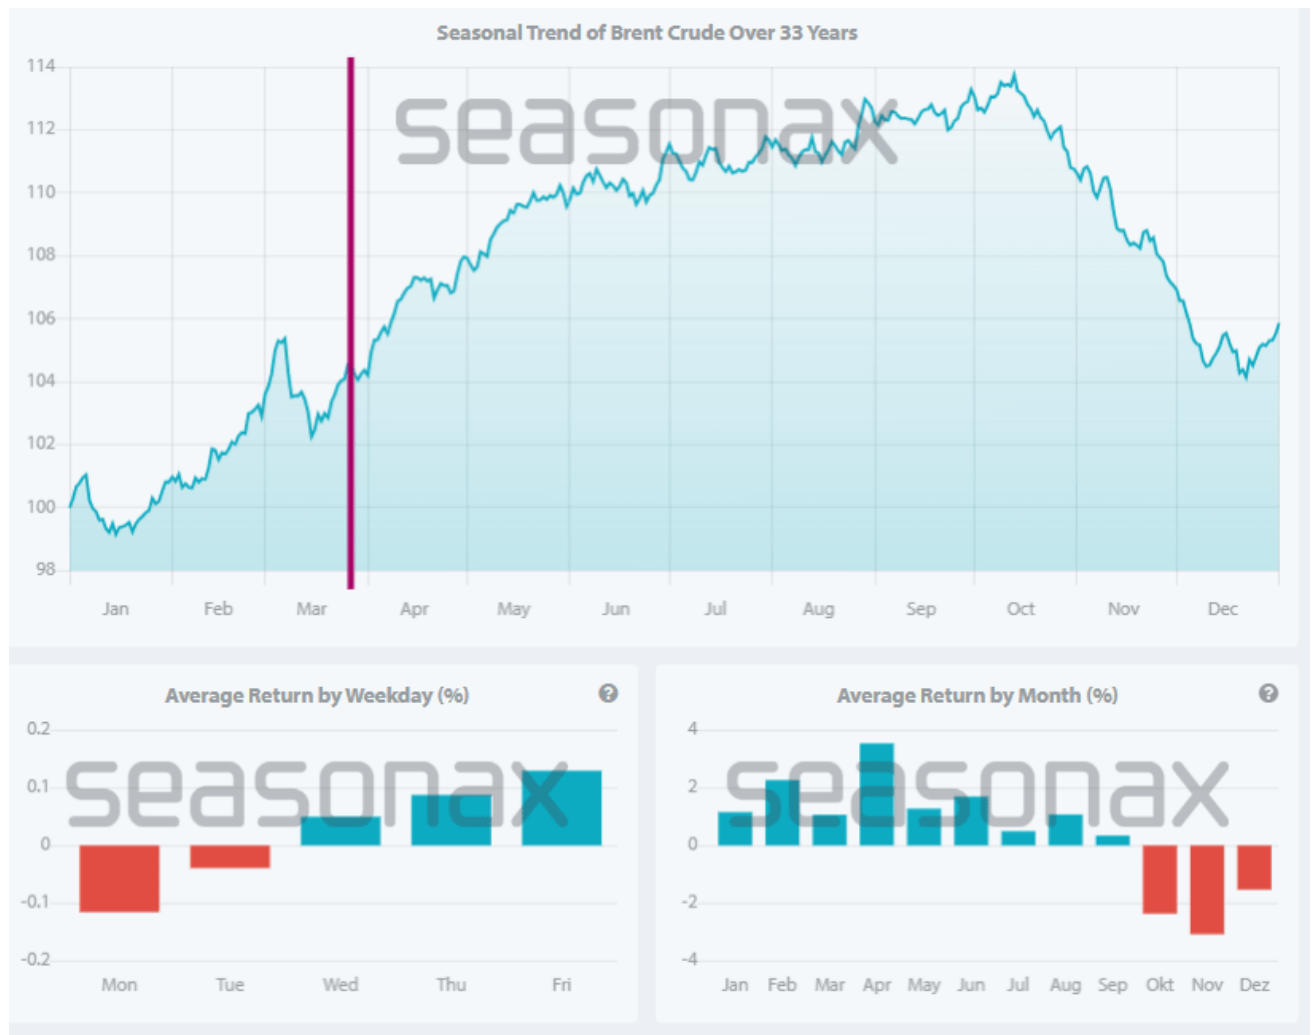 Seasonal Trend of Brent Crude Over 33 Years
114
112
110
108
106
104
102
100
98
seasonax
Jan Feb Mar Apr May Jun Jul Aug Sep Oct Nov Dec
Average Return by Weekday (%) ?
0.2
0.1
0
-0.1
-0.2
seasonax
Mon Tue Wed Thu Fri
Average Return by Month (%) ?
4
2
0
-2
-4
seasonax
Jan Feb Mar Apr May Jun Jul Aug Sep Okt Nov Dez